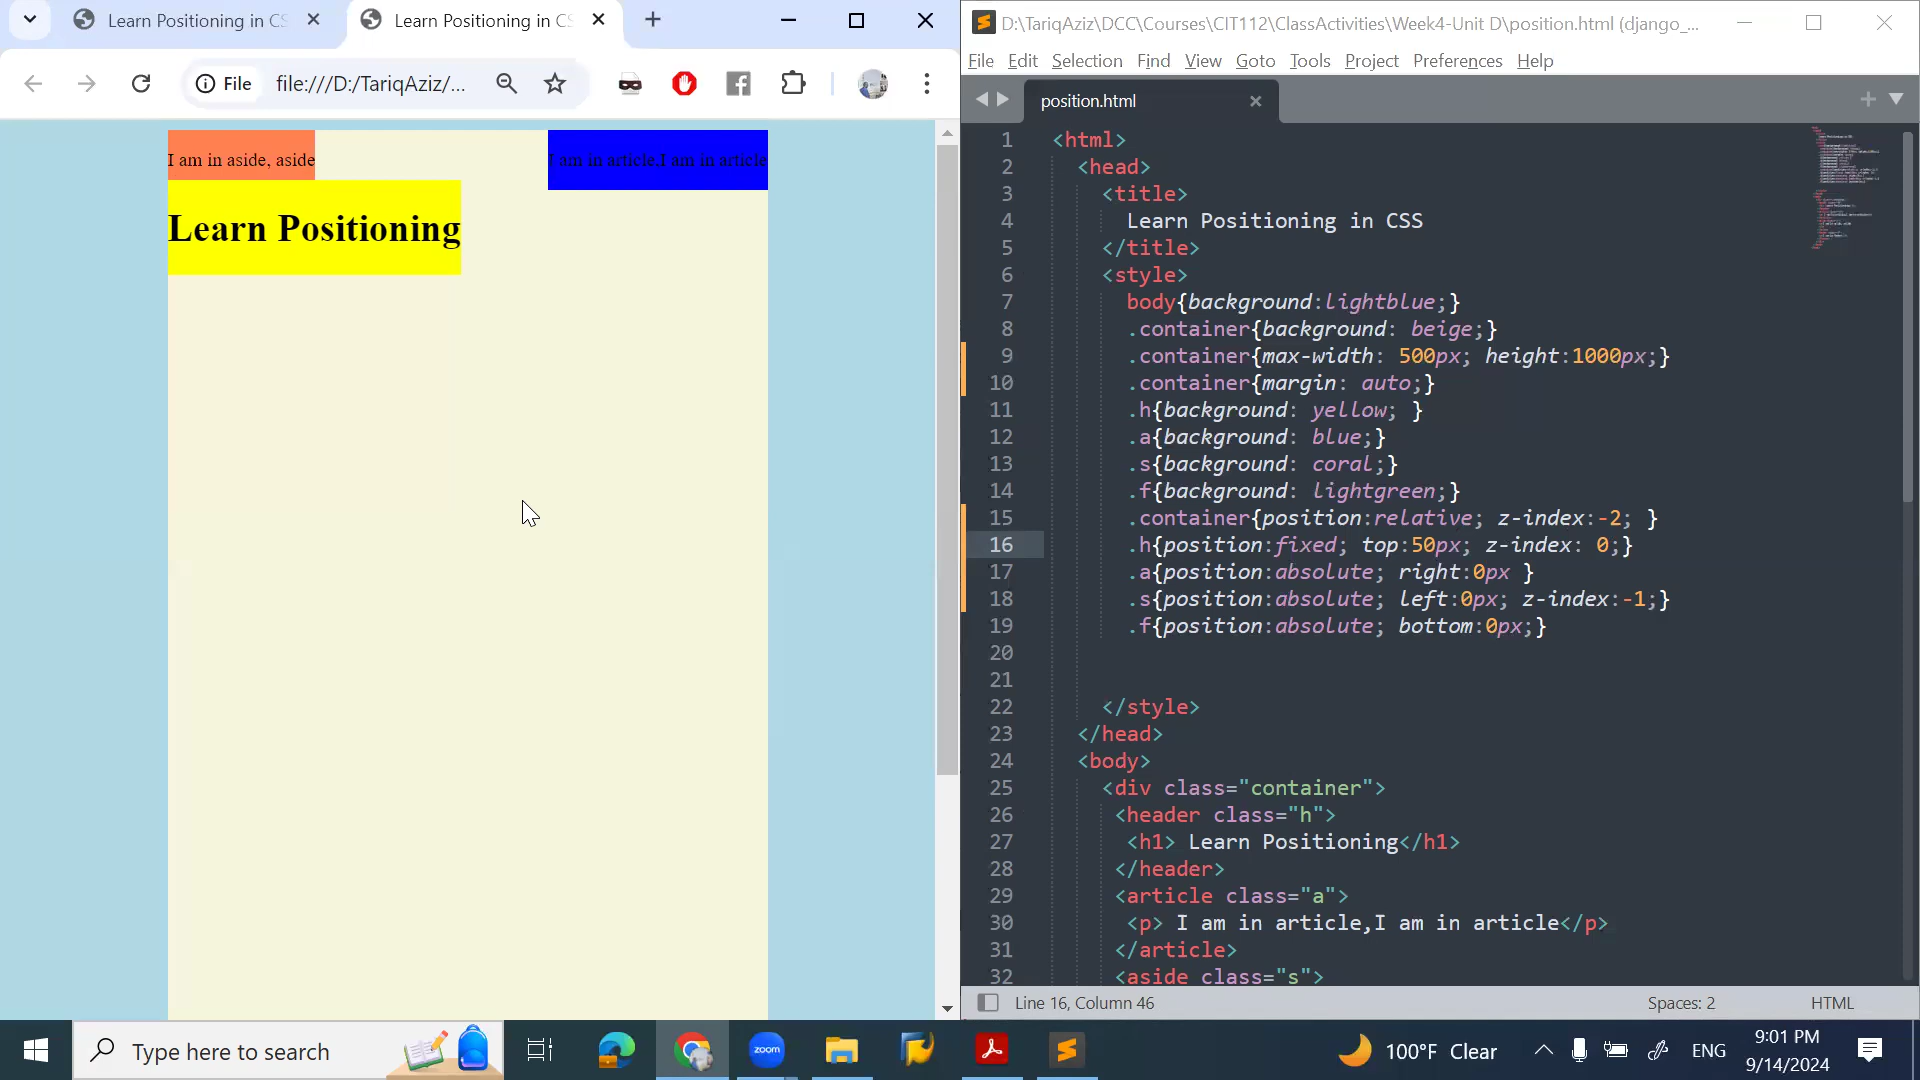 Learn Positioning in CS
Learn Positioning in CS
File
file:///D:/TariqAziz/...
I am in aside, aside
I am in article,I am in article
Learn Positioning
D:\TariqAziz\DCC\Courses\CIT112\ClassActivities\Week4-Unit D\position.html (django_...
File Edit Selection Find View Goto Tools Project Preferences Help
position.html
1 <html>
2 <head>
3 <title>
4 Learn Positioning in CSS
5 </title>
6 <style>
7 body{background:lightblue;}
8 .container{background: beige;}
9 .container{max-width: 500px; height:1000px;}
10 .container{margin: auto;}
11 .h{background: yellow; }
12 .a{background: blue;}
13 .s{background: coral;}
14 .f{background: lightgreen;}
15 .container{position:relative; z-index:-2; }
16 .h{position:fixed; top:50px; z-index: 0;}
17 .a{position:absolute; right:0px }
18 .s{position:absolute; left:0px; z-index:-1;}
19 .f{position:absolute; bottom:0px;}
20
21
22 </style>
23 </head>
24 <body>
25 <div class="container">
26 <header class="h">
27 <h1> Learn Positioning</h1>
28 </header>
29 <article class="a">
30 <p> I am in article,I am in article</p>
31 </article>
32 <aside class="s">
Line 16, Column 46
Spaces: 2
HTML
Type here to search
zoom
100°F Clear
ENG
9:01 PM
9/14/2024